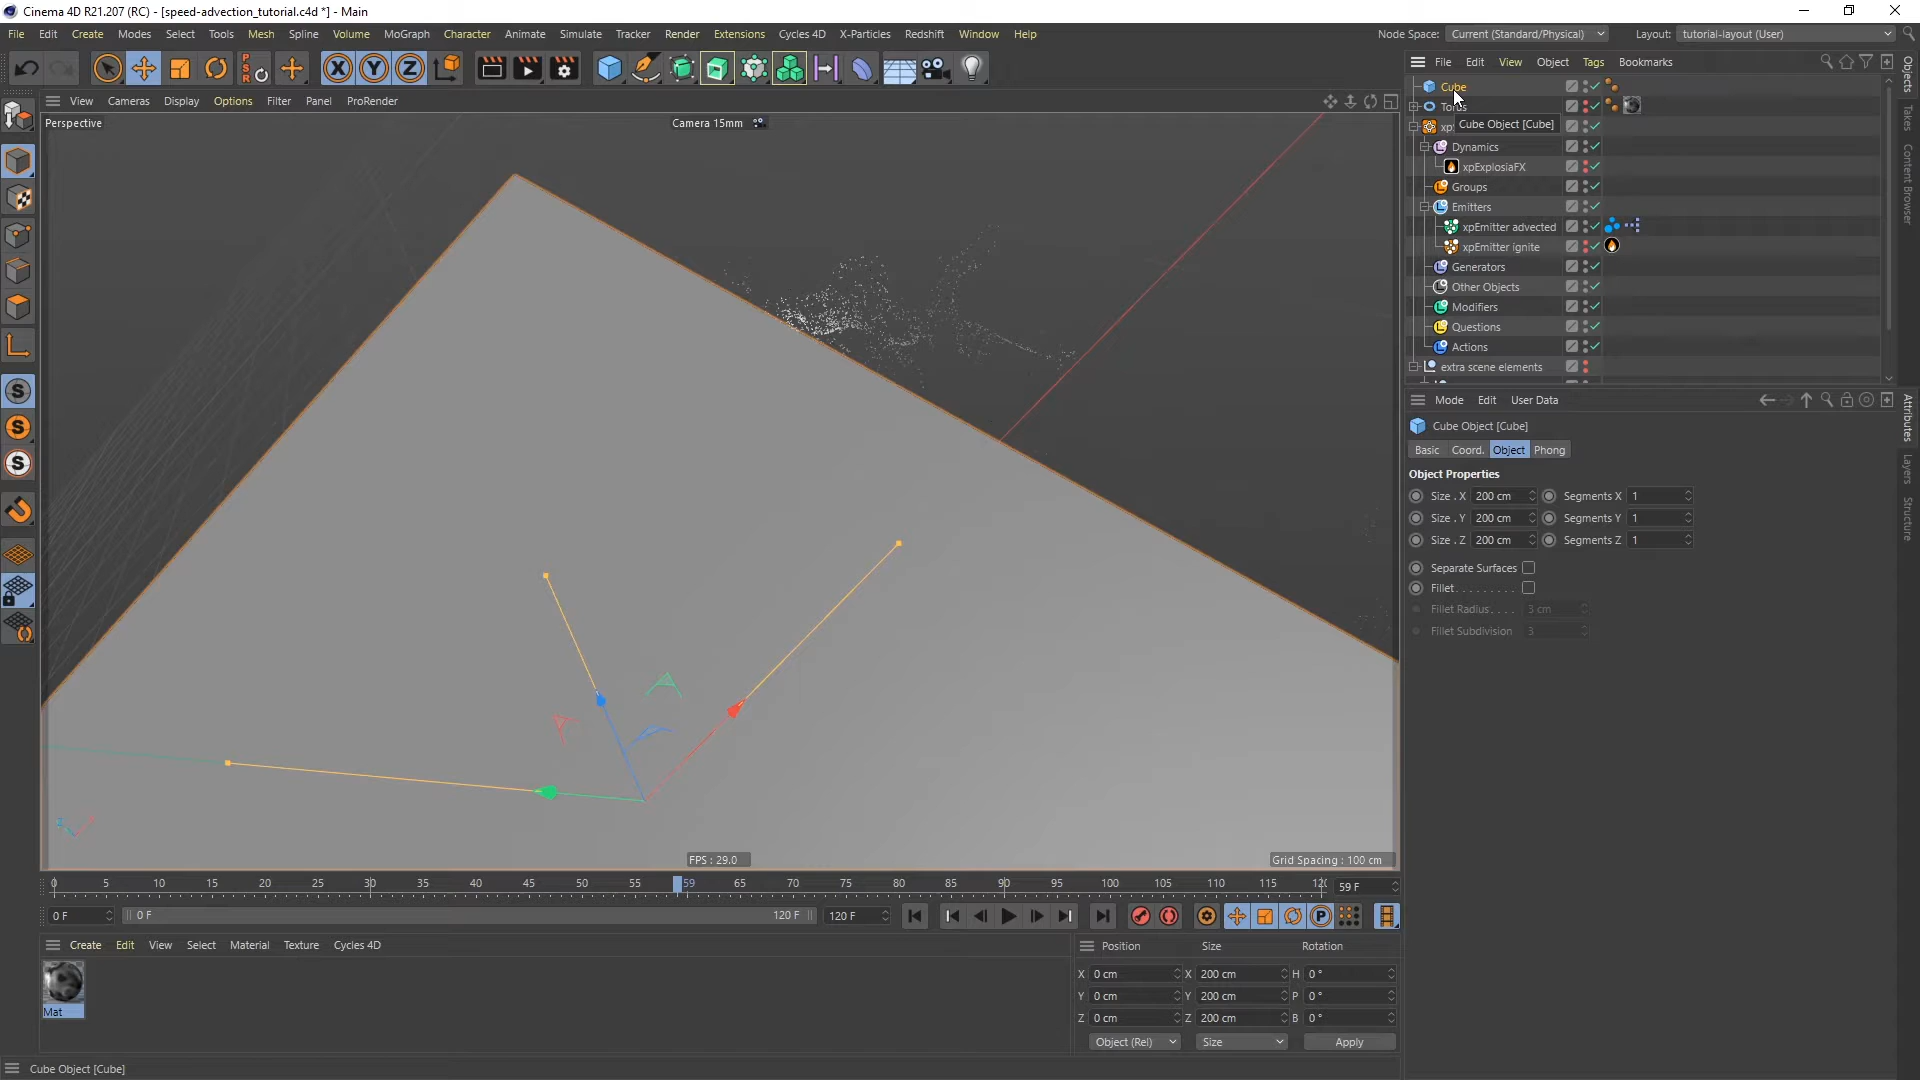 Cinema 4D R21.207 (RC) - [speed-advection_tutorial.c4d *] - Main
File Edit Create Modes Select Tools Mesh Spline Volume MoGraph Character Animate Simulate Tracker Render Extensions Cycles 4D X-Particles Redshift Window Help Node Space: Current (Standard/Physical) Layout: tutorial-layout (User)
X Y Z
View Cameras Display Options Filter Panel ProRender
Perspective
Camera 15mm
File Edit View Object Tags Bookmarks
Cube
Torus
xp
Cube Object [Cube]
Dynamics
xpExplosiaFX
Groups
Emitters
xpEmitter advected
xpEmitter ignite
Generators
Other Objects
Modifiers
Questions
Actions
extra scene elements
Objects
Takes
Content Browser
Mode Edit User Data
Cube Object [Cube]
Basic Coord. Object Phong
Object Properties
Size . X 200 cm Segments X 1
Size . Y 200 cm Segments Y 1
Size . Z 200 cm Segments Z 1
Separate Surfaces
Fillet . . . . . . . . .
Fillet Radius . . . . 3 cm
Fillet Subdivision 3
Attributes
Layers
Structure
FPS : 29.0
Grid Spacing : 100 cm
0 5 10 15 20 25 30 35 40 45 50 55 59 65 70 75 80 85 90 95 100 105 110 115 59 F
0 F 0 F 120 F 120 F
Create Edit View Select Material Texture Cycles 4D
Mat
Position Size Rotation
X 0 cm X 200 cm H 0 °
Y 0 cm Y 200 cm P 0 °
Z 0 cm Z 200 cm B 0 °
Object (Rel) Size Apply
Cube Object [Cube]